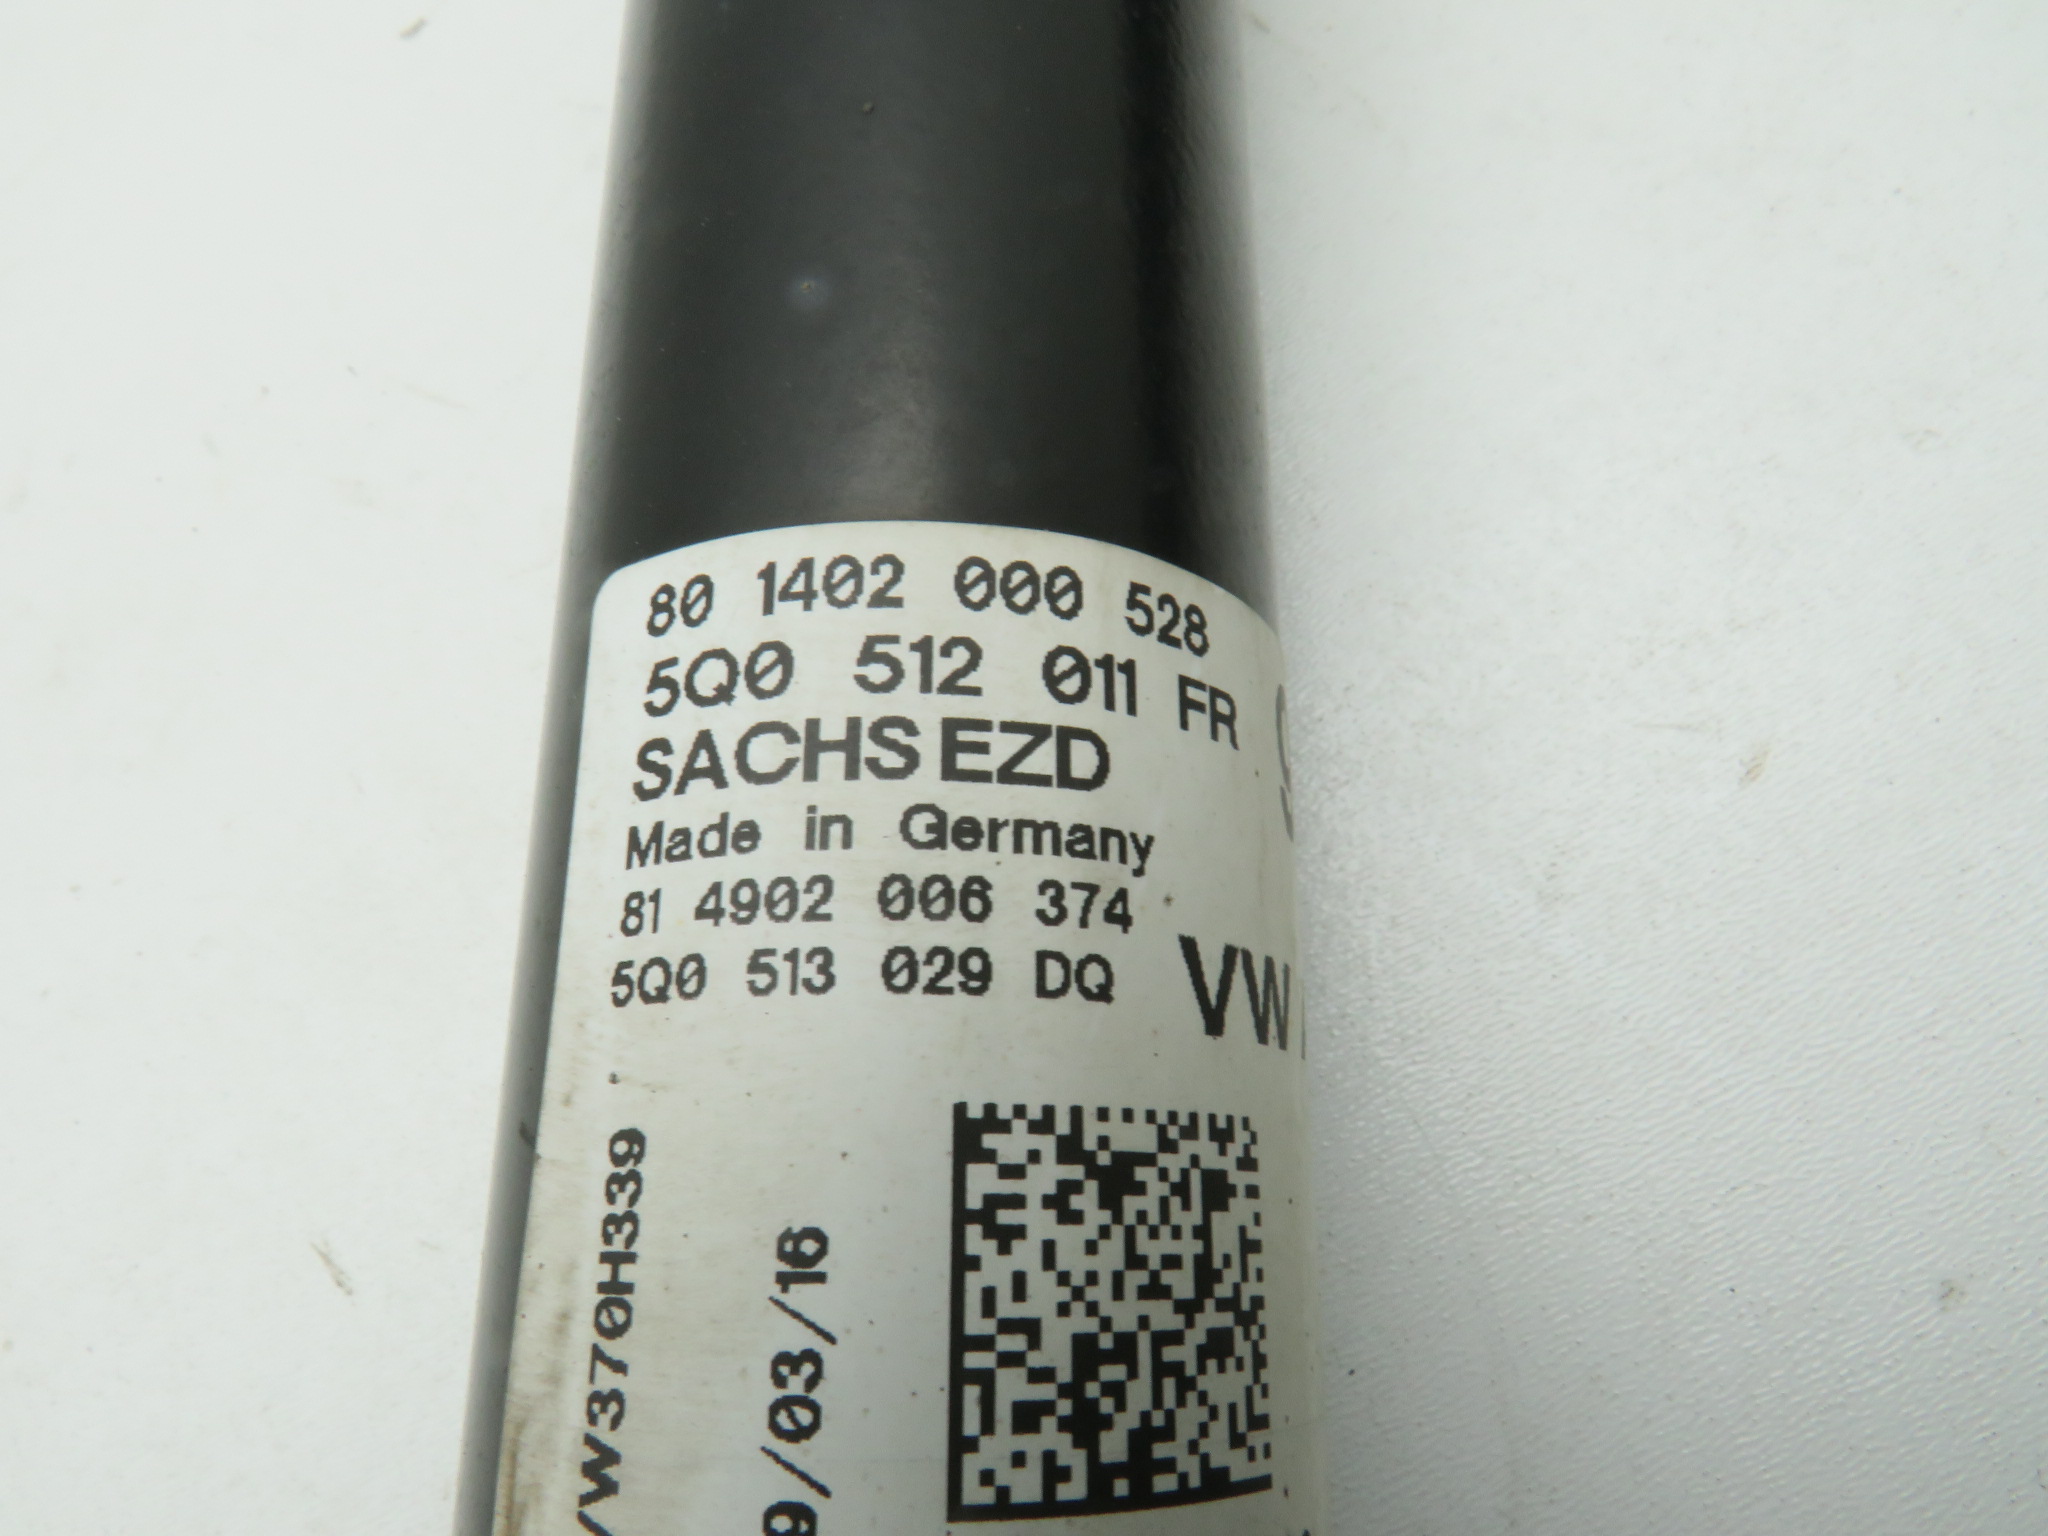 80 1402 000 528
5Q0 512 011 FR
SACHS EZD
Made in Germany
81 4902 006 374
5Q0 513 029 DQ
VW
/W370H339
9/03/16